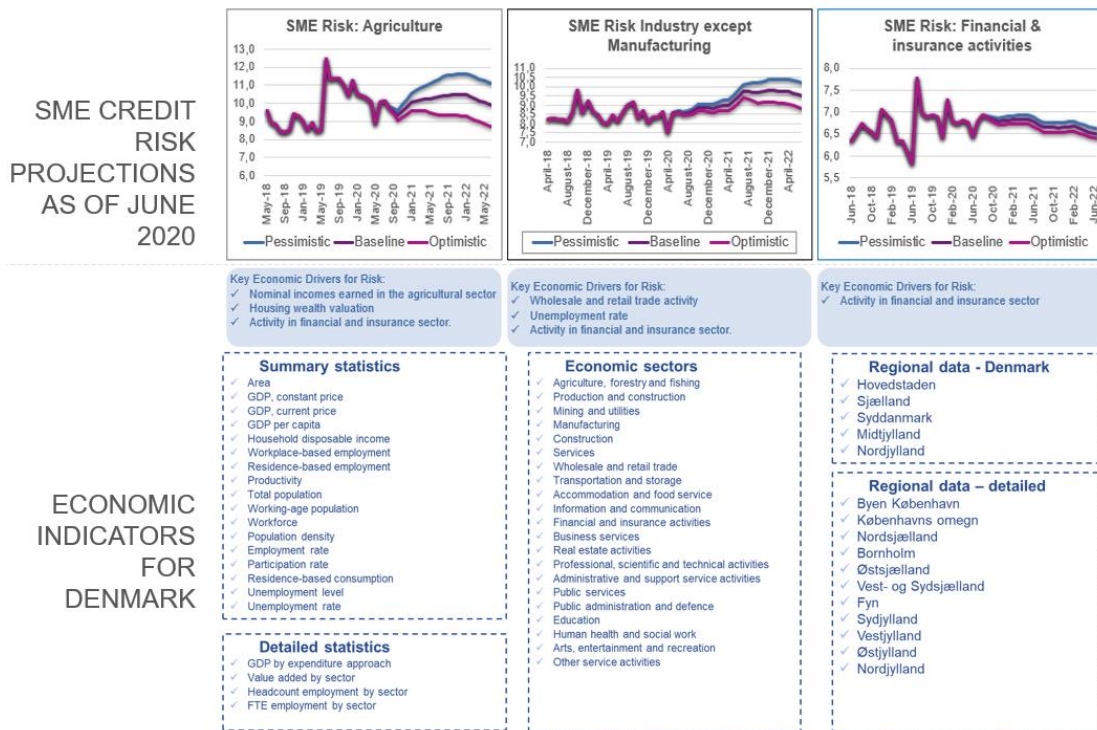 SME CREDIT
RISK
PROJECTIONS
AS OF JUNE
2020
SME Risk: Agriculture
13,0
12,0
11,0
10,0
9,0
8,0
7,0
6,0
May-18
Sep-18
Jan-19
May-19
Sep-19
Jan-20
May-20
Sep-20
Jan-21
May-21
Sep-21
Jan-22
May-22
Pessimistic Baseline Optimistic
SME Risk Industry except
Manufacturing
10,5
10,0
9,5
9,0
8,5
8,0
7,5
7,0
April-18
August-18
December-18
April-19
August-19
December-19
April-20
August-20
December-20
April-21
August-21
December-21
April-22
Pessimistic Baseline Optimistic
SME Risk: Financial &
insurance activities
8,0
7,5
7,0
6,5
6,0
5,5
Jun-18
Oct-18
Feb-19
Jun-19
Oct-19
Feb-20
Jun-20
Oct-20
Feb-21
Jun-21
Oct-21
Feb-22
Jun-22
Pessimistic Baseline Optimistic
Key Economic Drivers for Risk:
✓ Nominal incomes earned in the agricultural sector
✓ Housing wealth valuation
✓ Activity in financial and insurance sector.
Key Economic Drivers for Risk:
✓ Wholesale and retail trade activity
✓ Unemployment rate
✓ Activity in financial and insurance sector.
Key Economic Drivers for Risk:
✓ Activity in financial and insurance sector
ECONOMIC
INDICATORS
FOR
DENMARK
Summary statistics
✓ Area
✓ GDP, constant price
✓ GDP, current price
✓ GDP per capita
✓ Household disposable income
✓ Workplace-based employment
✓ Residence-based employment
✓ Productivity
✓ Total population
✓ Working-age population
✓ Workforce
✓ Population density
✓ Employment rate
✓ Participation rate
✓ Residence-based consumption
✓ Unemployment level
✓ Unemployment rate
Detailed statistics
✓ GDP by expenditure approach
✓ Value added by sector
✓ Headcount employment by sector
✓ FTE employment by sector
Economic sectors
✓ Agriculture, forestry and fishing
✓ Production and construction
✓ Mining and utilities
✓ Manufacturing
✓ Construction
✓ Services
✓ Wholesale and retail trade
✓ Transportation and storage
✓ Accommodation and food service
✓ Information and communication
✓ Financial and insurance activities
✓ Business services
✓ Real estate activities
✓ Professional, scientific and technical activities
✓ Administrative and support service activities
✓ Public services
✓ Public administration and defence
✓ Education
✓ Human health and social work
✓ Arts, entertainment and recreation
✓ Other service activities
Regional data - Denmark
✓ Hovedstaden
✓ Sjælland
✓ Syddanmark
✓ Midtjylland
✓ Nordjylland
Regional data – detailed
✓ Byen København
✓ Københavns omegn
✓ Nordsjælland
✓ Bornholm
✓ Østsjælland
✓ Vest- og Sydsjælland
✓ Fyn
✓ Sydjylland
✓ Vestjylland
✓ Østjylland
✓ Nordjylland